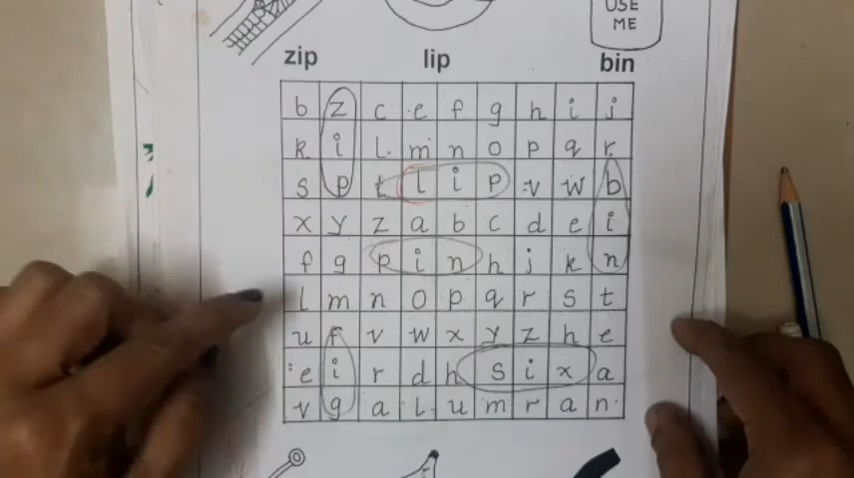 USE
ME
zip lip bin
b z c e f g h i j
k i l m n o p q r
s p t l i p v w b
x y z a b c d e i
f g p i n h j k n
l m n o p q r s t
u f v w x y z h e
e i r d h s i x a
v g a l u m r a n